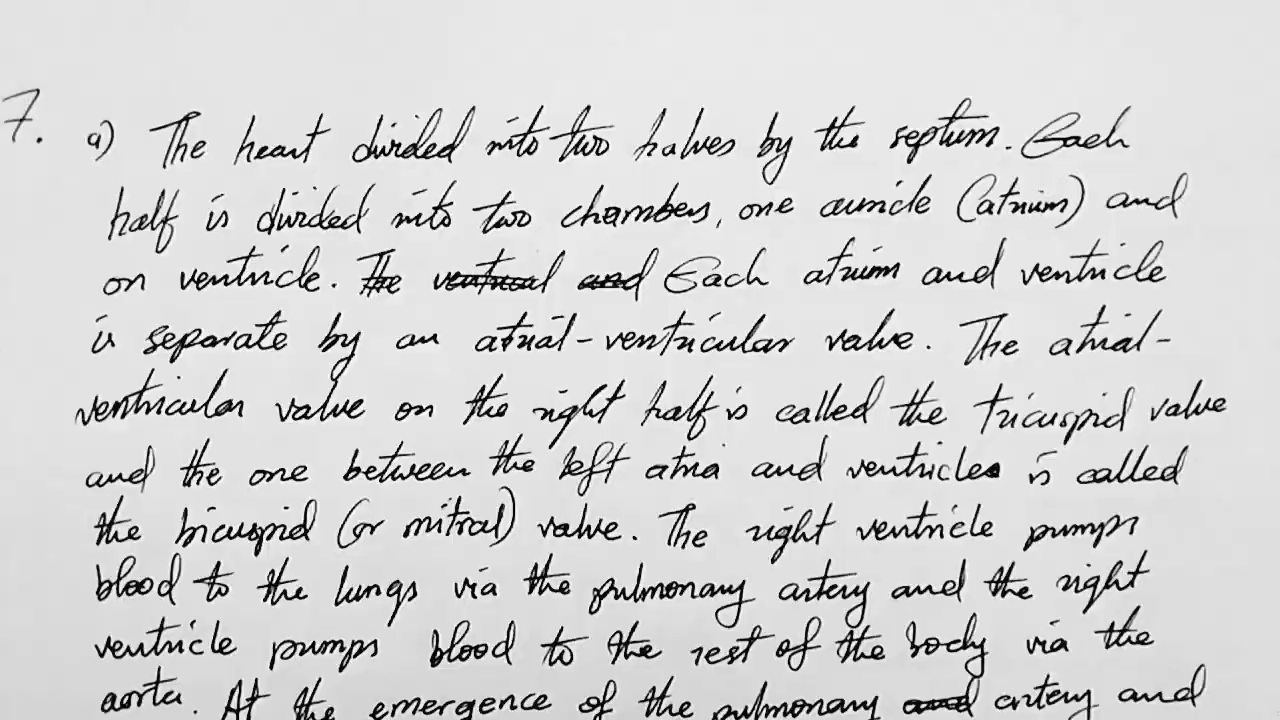 7. a) The heart divided into two halves by the septum. Each
half is divided into two chambers, one auricle (atrium) and
on ventricle. The ventrical and Each atrium and ventricle
is separate by an atrial-ventricular valve. The atrial-
ventricular valve on the right half is called the tricuspid valve
and the one between the left atria and ventricle is called
the bicuspid (or mitral) valve. The right ventricle pumps
blood to the lungs via the pulmonary artery and the right
ventricle pumps blood to the rest of the body via the
aorta. At the emergence of the pulmonary and artery and